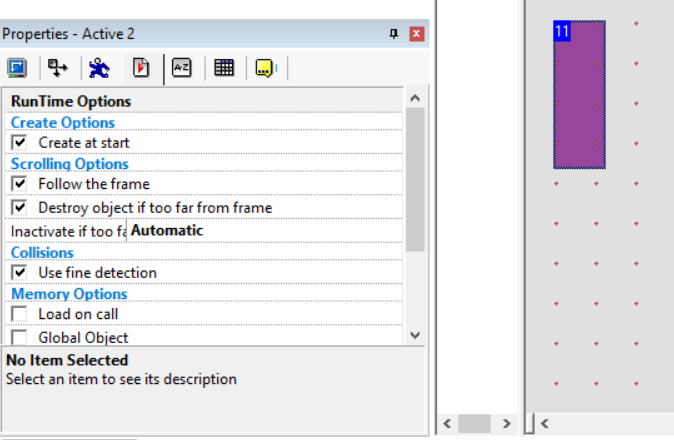 Properties - Active 2
A-Z
RunTime Options
Create Options
Create at start
Scrolling Options
Follow the frame
Destroy object if too far from frame
Inactivate if too fa Automatic
Collisions
Use fine detection
Memory Options
Load on call
Global Object
No Item Selected
Select an item to see its description
11